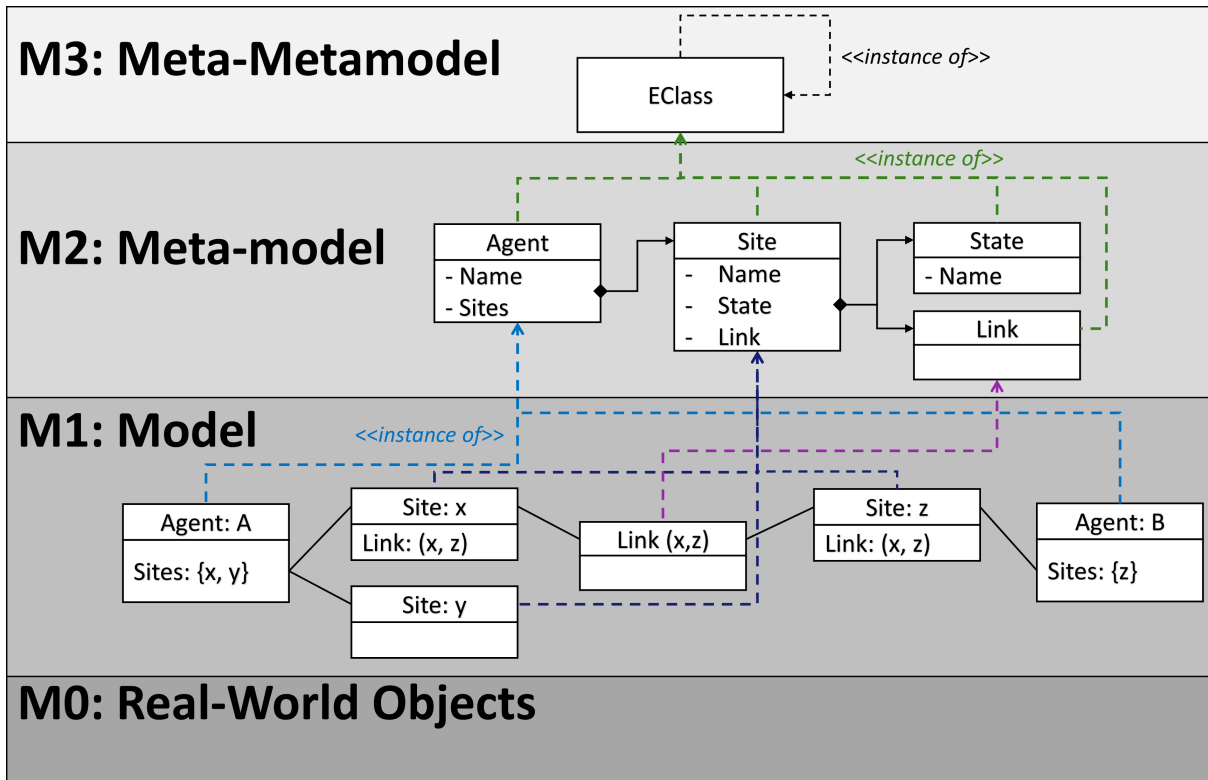 M3: Meta-Metamodel
<<instance of>>
EClass
<<instance of>>
M2: Meta-model
Agent
- Name
- Sites
Site
- Name
- State
- Link
State
- Name
Link
M1: Model
<<instance of>>
Agent: A
Sites: {x, y}
Site: x
Link: (x, z)
Site: y
Link (x,z)
Site: z
Link: (x, z)
Agent: B
Sites: {z}
M0: Real-World Objects